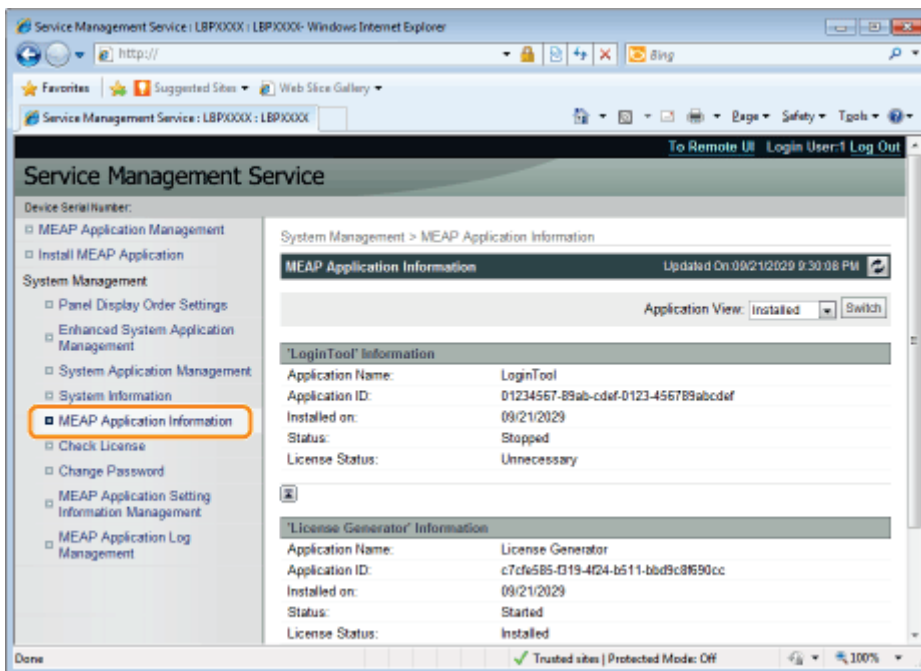 Service Management Service : LBPXXXX : LBPXXXX- Windows Internet Explorer
http://
Bing
Favorites Suggested Sites Web Slice Gallery
Service Management Service : LBPXXXX : LBPXXXX
Page Safety Tools
To Remote UI Login User:1 Log Out
Service Management Service
Device Serial Number:
MEAP Application Management
Install MEAP Application
System Management
Panel Display Order Settings
Enhanced System Application
Management
System Application Management
System Information
MEAP Application Information
Check License
Change Password
MEAP Application Setting
Information Management
MEAP Application Log
Management
System Management > MEAP Application Information
MEAP Application Information Updated On:09/21/2029 9:30:08 PM
Application View: Installed Switch
'LoginTool' Information
Application Name: LoginTool
Application ID: 01234567-89ab-cdef-0123-456789abcdef
Installed on: 09/21/2029
Status: Stopped
License Status: Unnecessary
'License Generator' Information
Application Name: License Generator
Application ID: c7cfe585-f319-4f24-b511-bbd9c8f690cc
Installed on: 09/21/2029
Status: Started
License Status: Installed
Done Trusted sites | Protected Mode: Off 100%